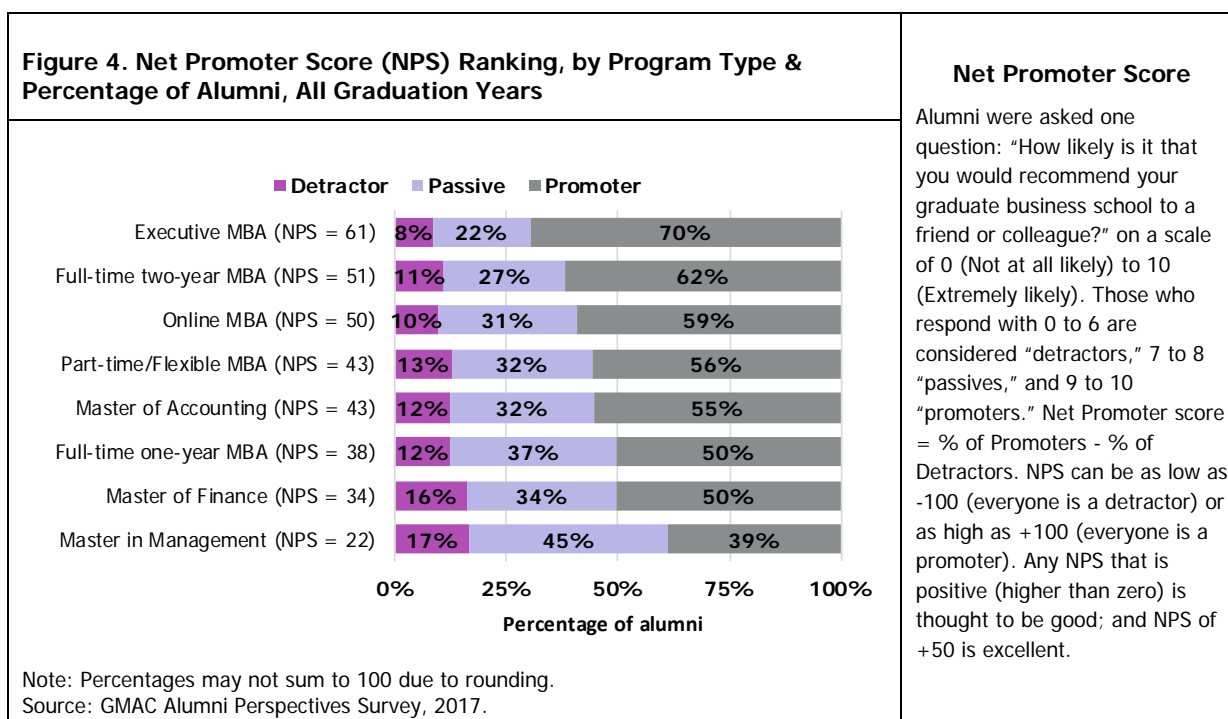 Figure 4. Net Promoter Score (NPS) Ranking, by Program Type &
Percentage of Alumni, All Graduation Years
Detractor Passive Promoter
Executive MBA (NPS = 61) 8% 22% 70%
Full-time two-year MBA (NPS = 51) 11% 27% 62%
Online MBA (NPS = 50) 10% 31% 59%
Part-time/Flexible MBA (NPS = 43) 13% 32% 56%
Master of Accounting (NPS = 43) 12% 32% 55%
Full-time one-year MBA (NPS = 38) 12% 37% 50%
Master of Finance (NPS = 34) 16% 34% 50%
Master in Management (NPS = 22) 17% 45% 39%
0% 25% 50% 75% 100%
Percentage of alumni
Note: Percentages may not sum to 100 due to rounding.
Source: GMAC Alumni Perspectives Survey, 2017.
Net Promoter Score
Alumni were asked one
question: “How likely is it that
you would recommend your
graduate business school to a
friend or colleague?” on a scale
of 0 (Not at all likely) to 10
(Extremely likely). Those who
respond with 0 to 6 are
considered “detractors,” 7 to 8
“passives,” and 9 to 10
“promoters.” Net Promoter score
= % of Promoters - % of
Detractors. NPS can be as low as
-100 (everyone is a detractor) or
as high as +100 (everyone is a
promoter). Any NPS that is
positive (higher than zero) is
thought to be good; and NPS of
+50 is excellent.